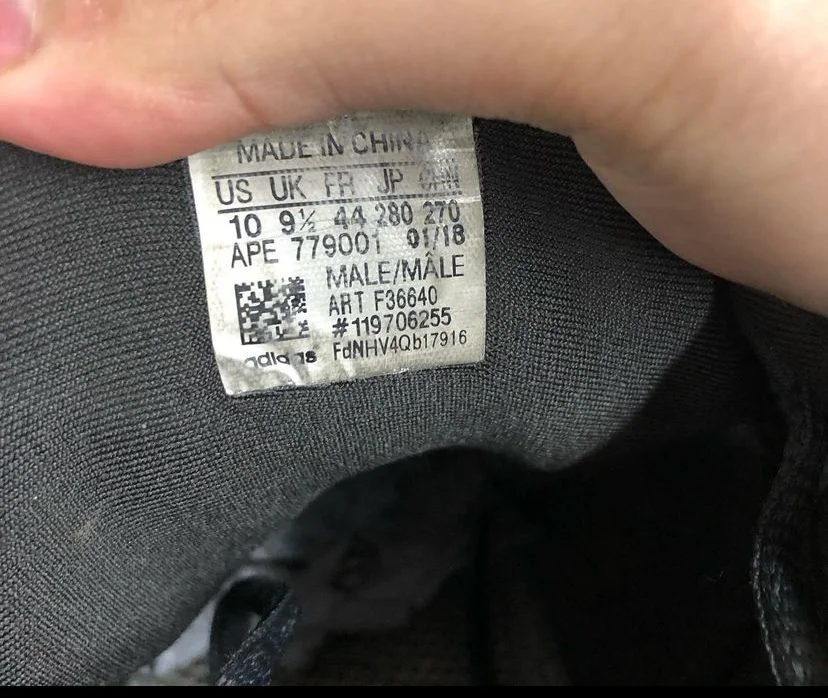 MADE IN CHINA
US UK FR JP CHN
10 9½ 44 280 270
APE 779001 01/18
MALE/MÂLE
ART F36640
#119706255
FdNHV4Qb17916
adidas